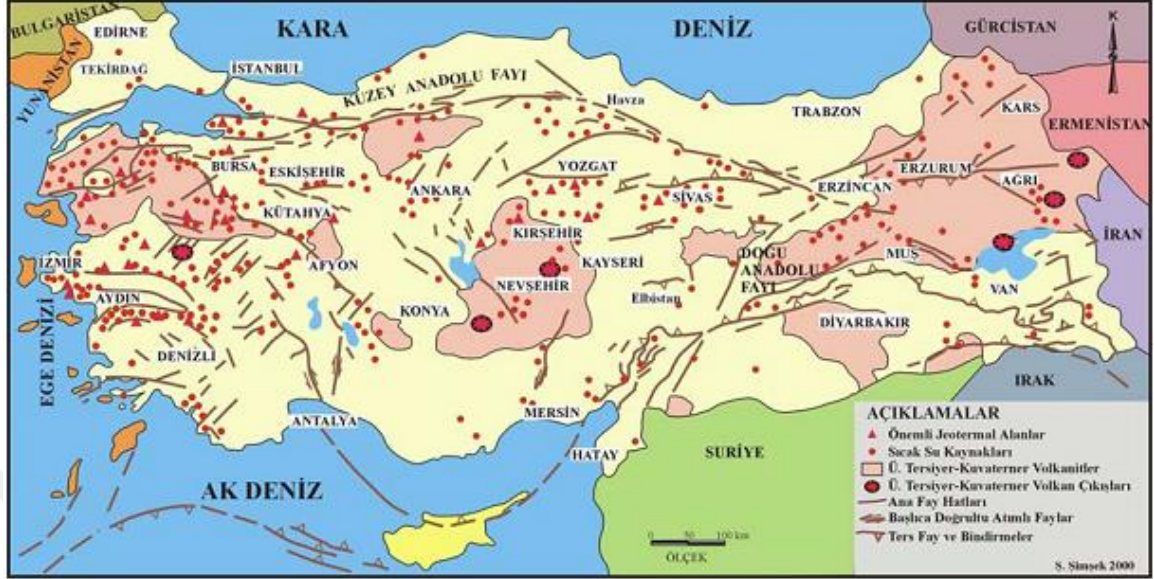 BULGARİSTAN
YUNANİSTAN
EDİRNE
TEKİRDAĞ
İSTANBUL
KARA DENİZ
GÜRCİSTAN
K
KUZEY ANADOLU FAYI
Havza
TRABZON
KARS
ERMENİSTAN
BURSA
ESKİŞEHİR
ANKARA
YOZGAT
SİVAS
ERZİNCAN
ERZURUM
AĞRI
KÜTAHYA
KIRŞEHİR
KAYSERİ
İZMİR
AFYON
NEVŞEHİR
DOĞU
ANADOLU
FAYI
MUŞ
VAN
İRAN
EGE DENİZİ
AYDIN
KONYA
Elbistan
DİYARBAKIR
DENİZLİ
ANTALYA
MERSİN
HATAY
SURİYE
IRAK
AK DENİZ
0 50 100 km
ÖLÇEK
AÇIKLAMALAR
Önemli Jeotermal Alanlar
Sıcak Su Kaynakları
Ü. Tersiyer-Kuvaterner Volkanitler
Ü. Tersiyer-Kuvaterner Volkan Çıkışları
Ana Fay Hatları
Başlıca Doğrultu Atımlı Faylar
Ters Fay ve Bindirmeler
Ş. Şimşek 2000